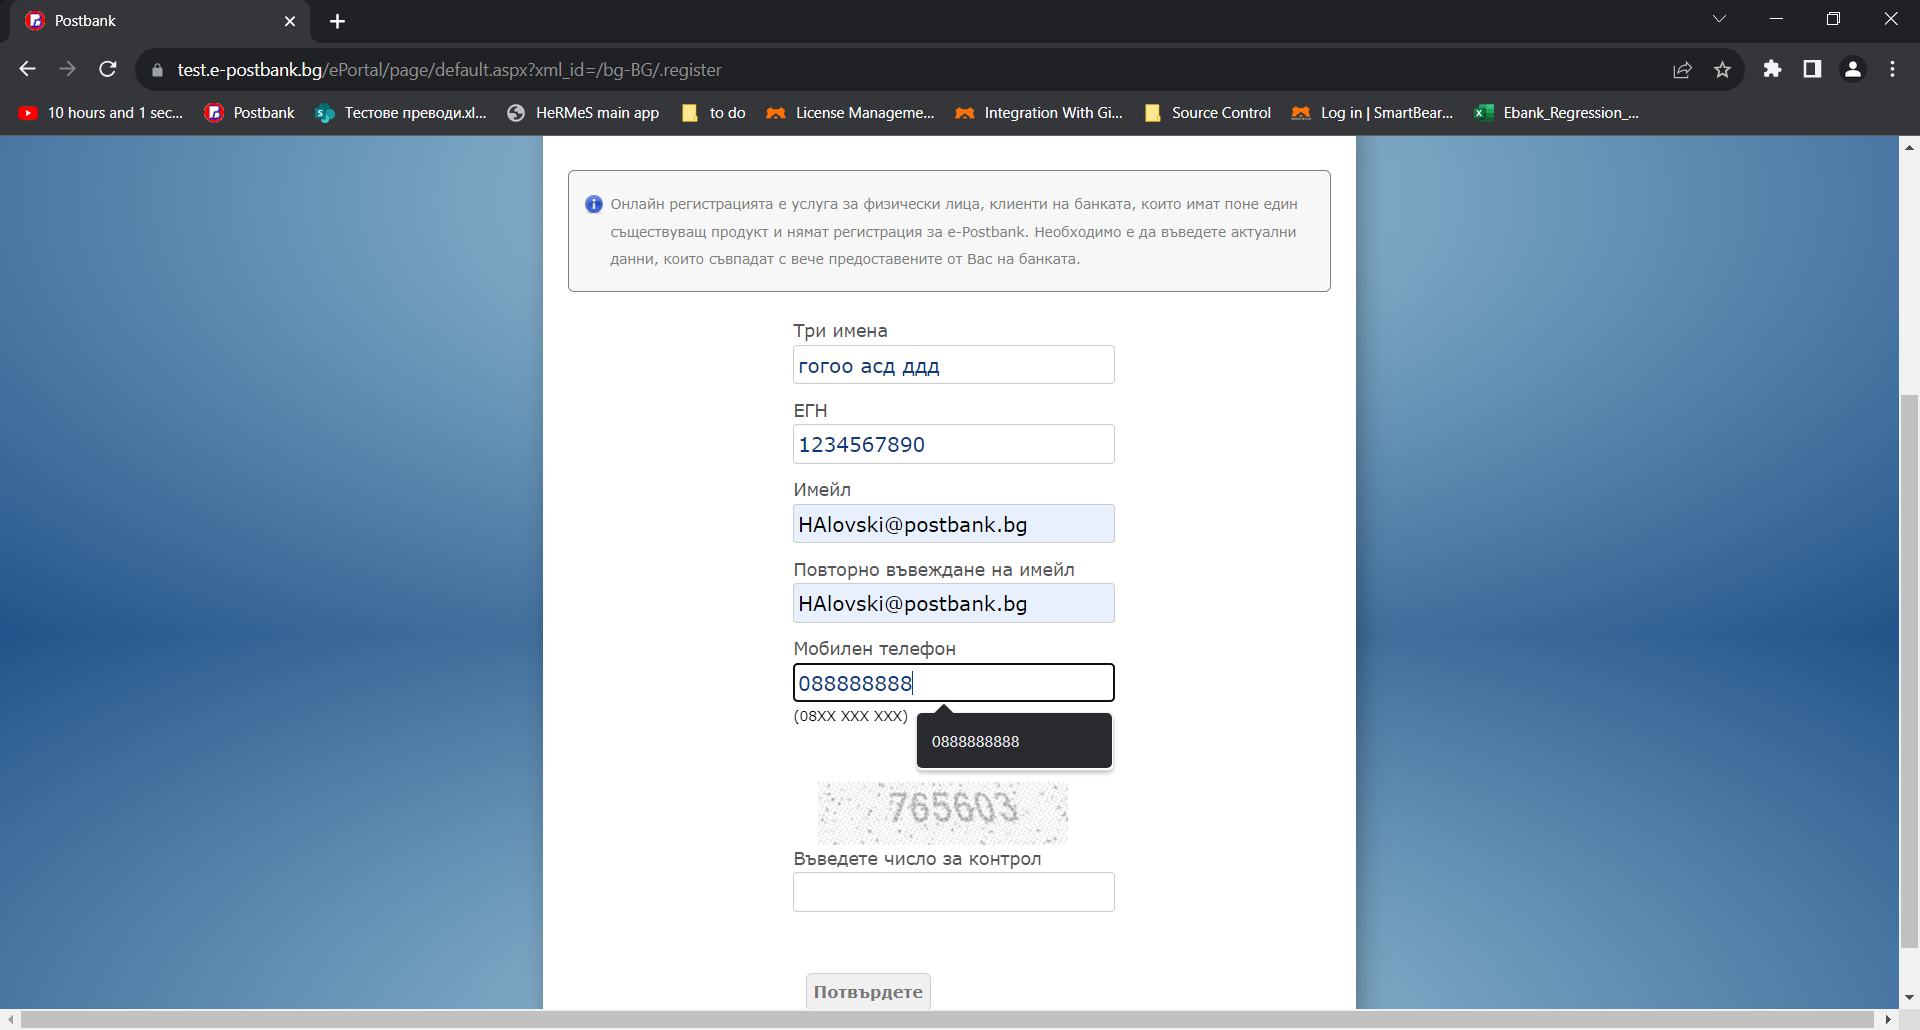 Postbank
test.e-postbank.bg/ePortal/page/default.aspx?xml_id=/bg-BG/.register
10 hours and 1 sec... Postbank Тестове преводи.xl... HeRMeS main app to do License Manageme... Integration With Gi... Source Control Log in | SmartBear... Ebank_Regression_...
Онлайн регистрацията е услуга за физически лица, клиенти на банката, които имат поне един
съществуващ продукт и нямат регистрация за e-Postbank. Необходимо е да въведете актуални
данни, които съвпадат с вече предоставените от Вас на банката.
Три имена
гогоо асд ддд
ЕГН
1234567890
Имейл
HAlovski@postbank.bg
Повторно въвеждане на имейл
HAlovski@postbank.bg
Мобилен телефон
088888888
(08XX XXX XXX)
0888888888
765603
Въведете число за контрол
Потвърдете